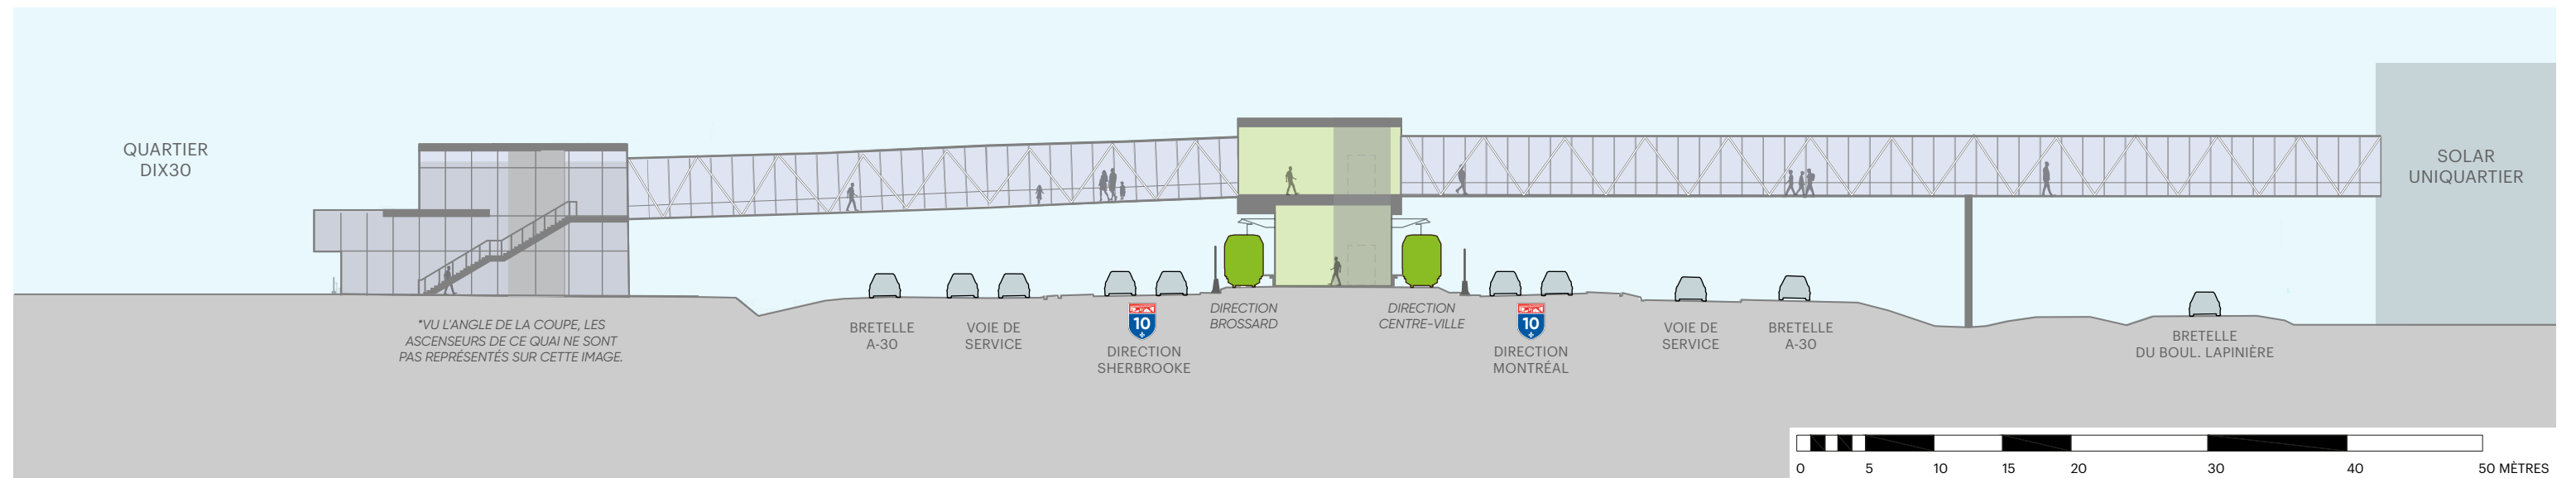 QUARTIER
DIX30
SOLAR
UNIQUARTIER
*VU L'ANGLE DE LA COUPE, LES
ASCENSEURS DE CE QUAI NE SONT
PAS REPRÉSENTÉS SUR CETTE IMAGE.
BRETELLE
A-30
VOIE DE
SERVICE
10
DIRECTION
SHERBROOKE
DIRECTION
BROSSARD
DIRECTION
CENTRE-VILLE
10
DIRECTION
MONTRÉAL
VOIE DE
SERVICE
BRETELLE
A-30
BRETELLE
DU BOUL. LAPINIÈRE
0 5 10 15 20 30 40 50 MÈTRES